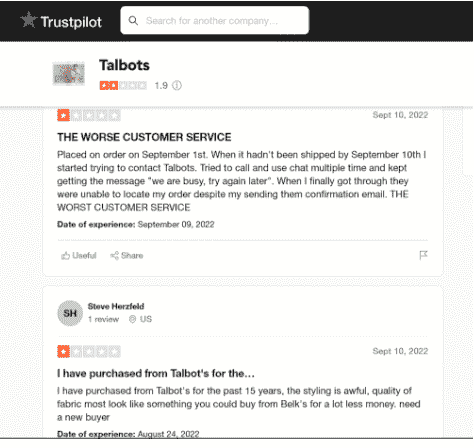 Trustpilot
Search for another company...
Talbots
1.9
Sept 10, 2022
THE WORSE CUSTOMER SERVICE
Placed on order on September 1st. When it hadn't been shipped by September 10th I
started trying to contact Talbots. Tried to call and use chat multiple time and kept
getting the message "we are busy, try again later". When I finally got through they
were unable to locate my order despite my sending them confirmation email. THE
WORST CUSTOMER SERVICE
Date of experience: September 09, 2022
Useful Share
SH
Steve Herzfeld
1 review US
Sept 10, 2022
I have purchased from Talbot's for the...
I have purchased from Talbot's for the past 15 years, the styling is awful, quality of
fabric most look like something you could buy from Belk's for a lot less money. need
a new buyer
Date of experience: August 24, 2022